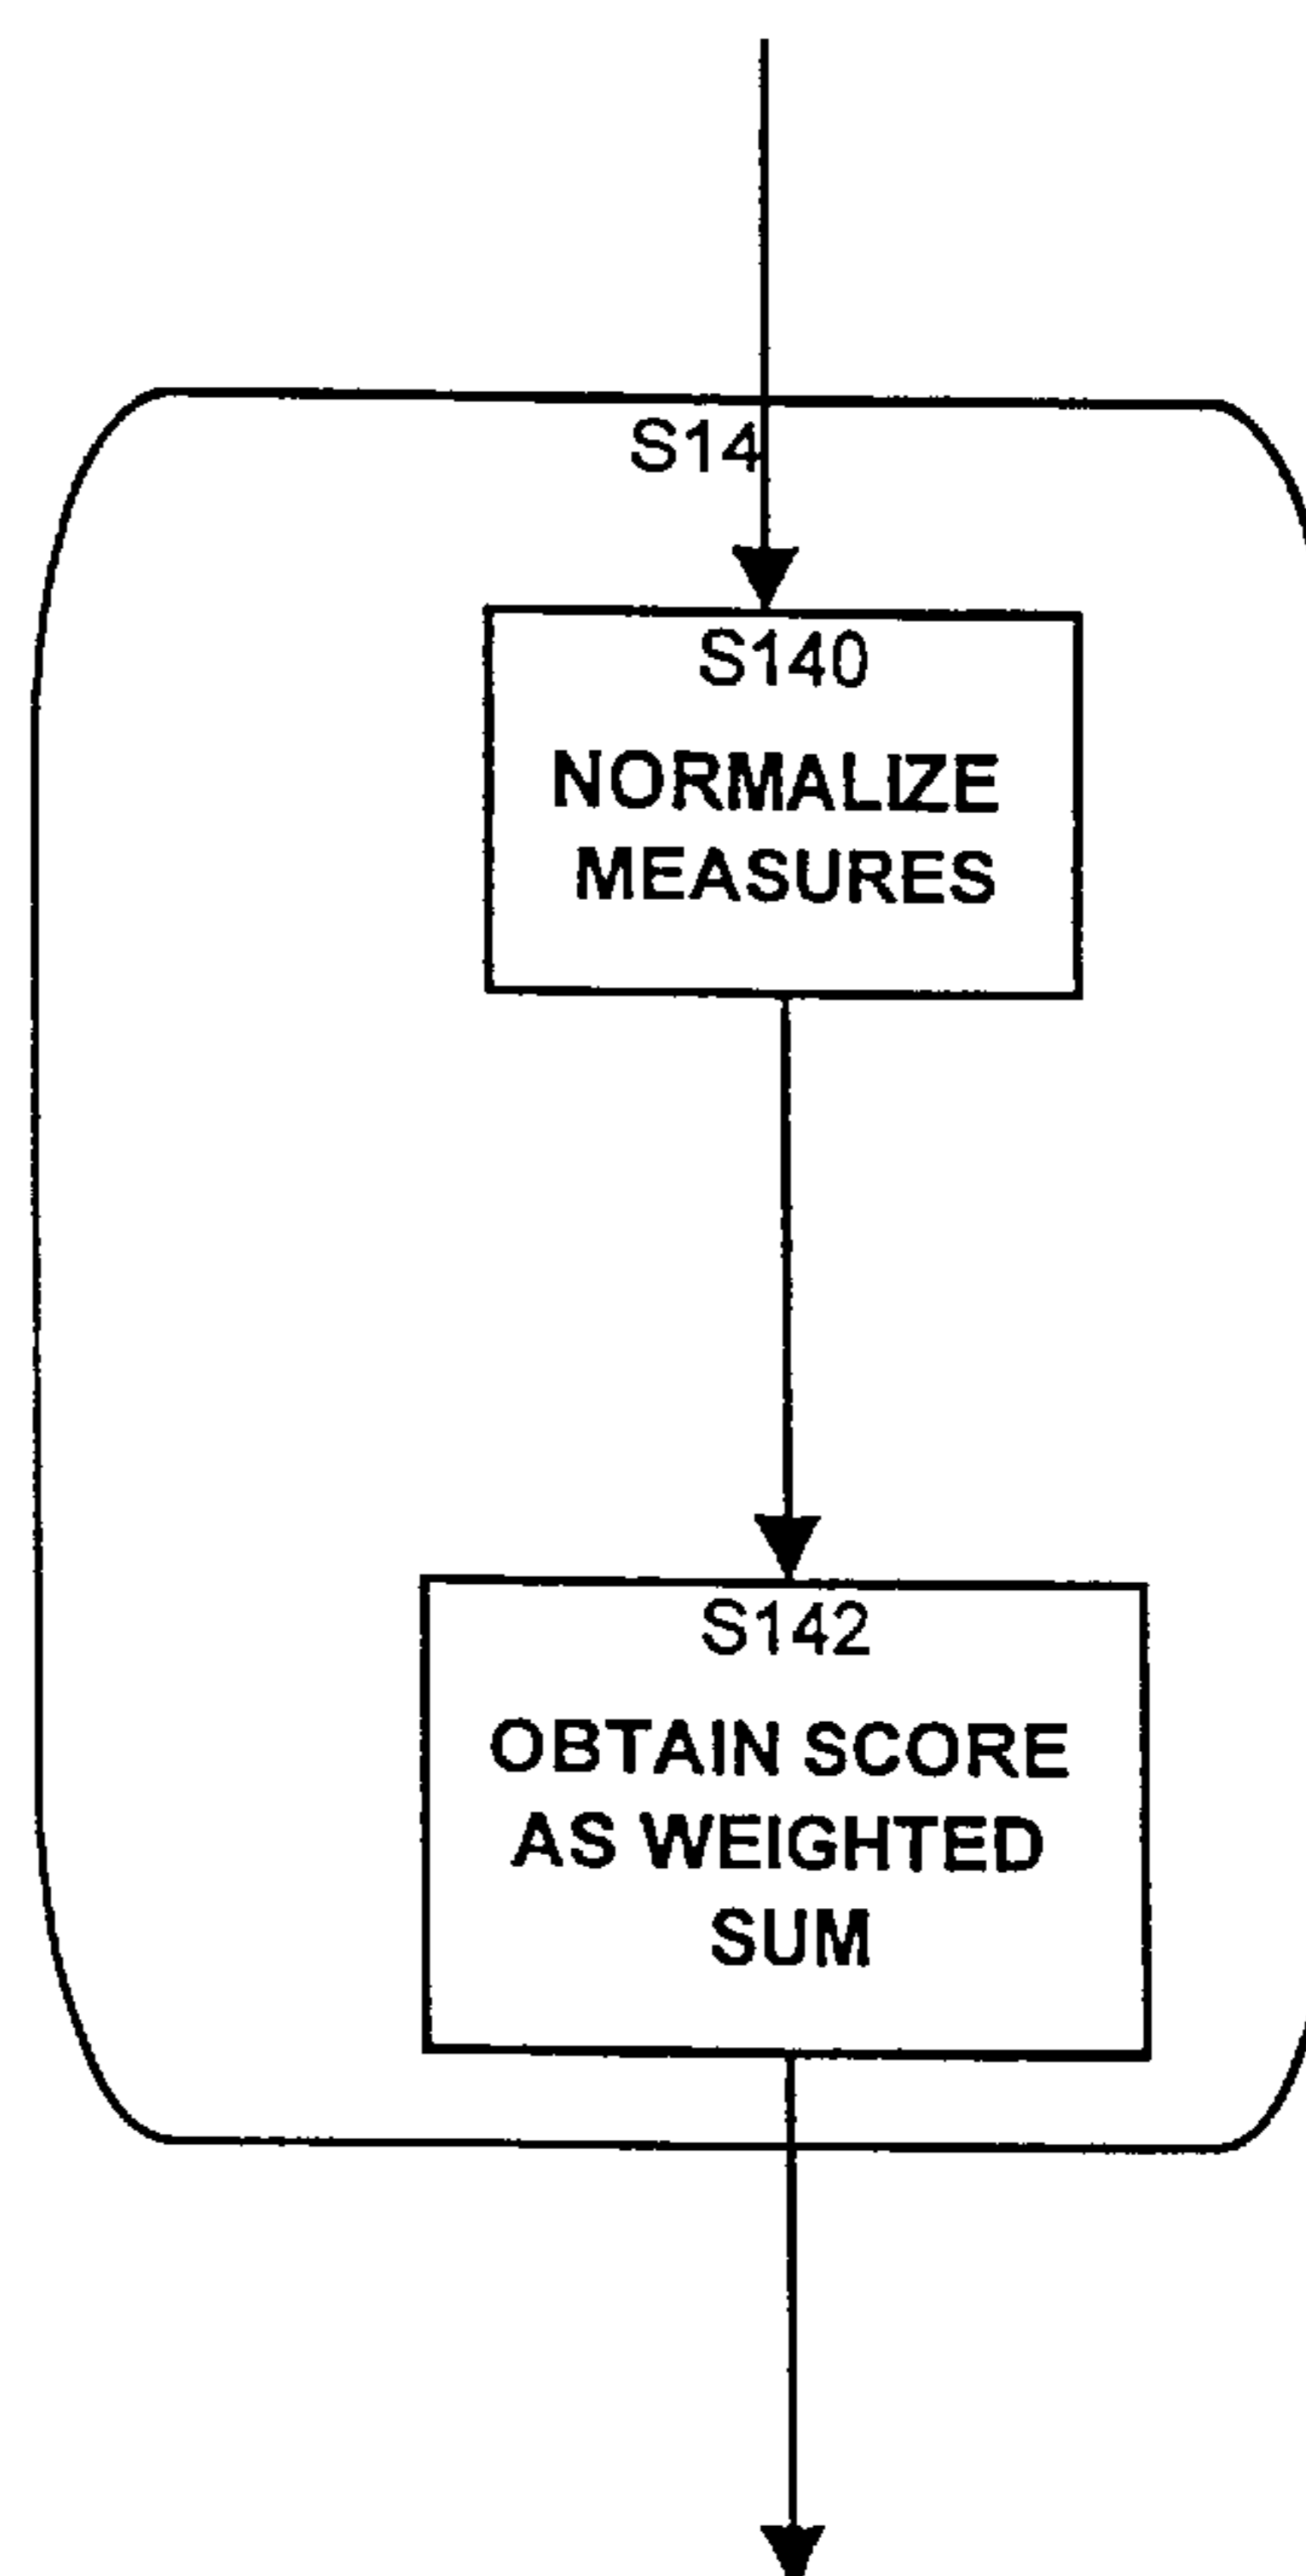 S14
S140
NORMALIZE
MEASURES
S142
OBTAIN SCORE
AS WEIGHTED
SUM